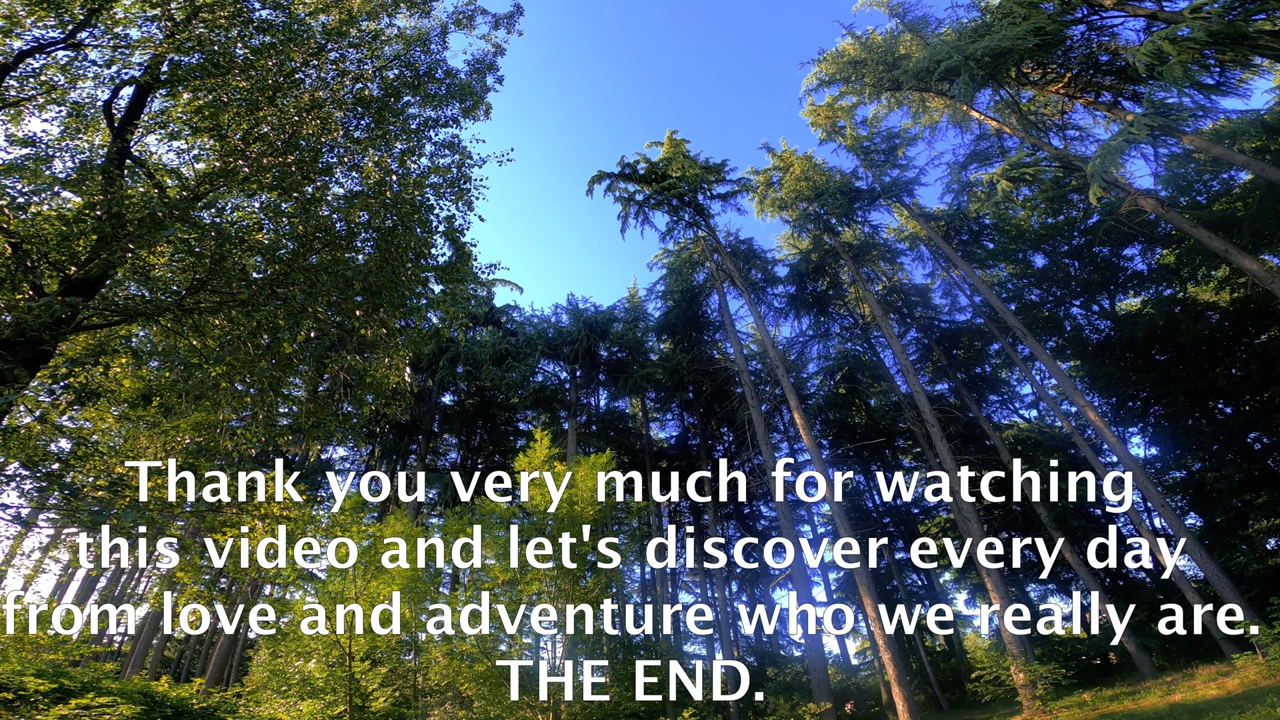 Thank you very much for watching
this video and let's discover every day
from love and adventure who we really are.
THE END.